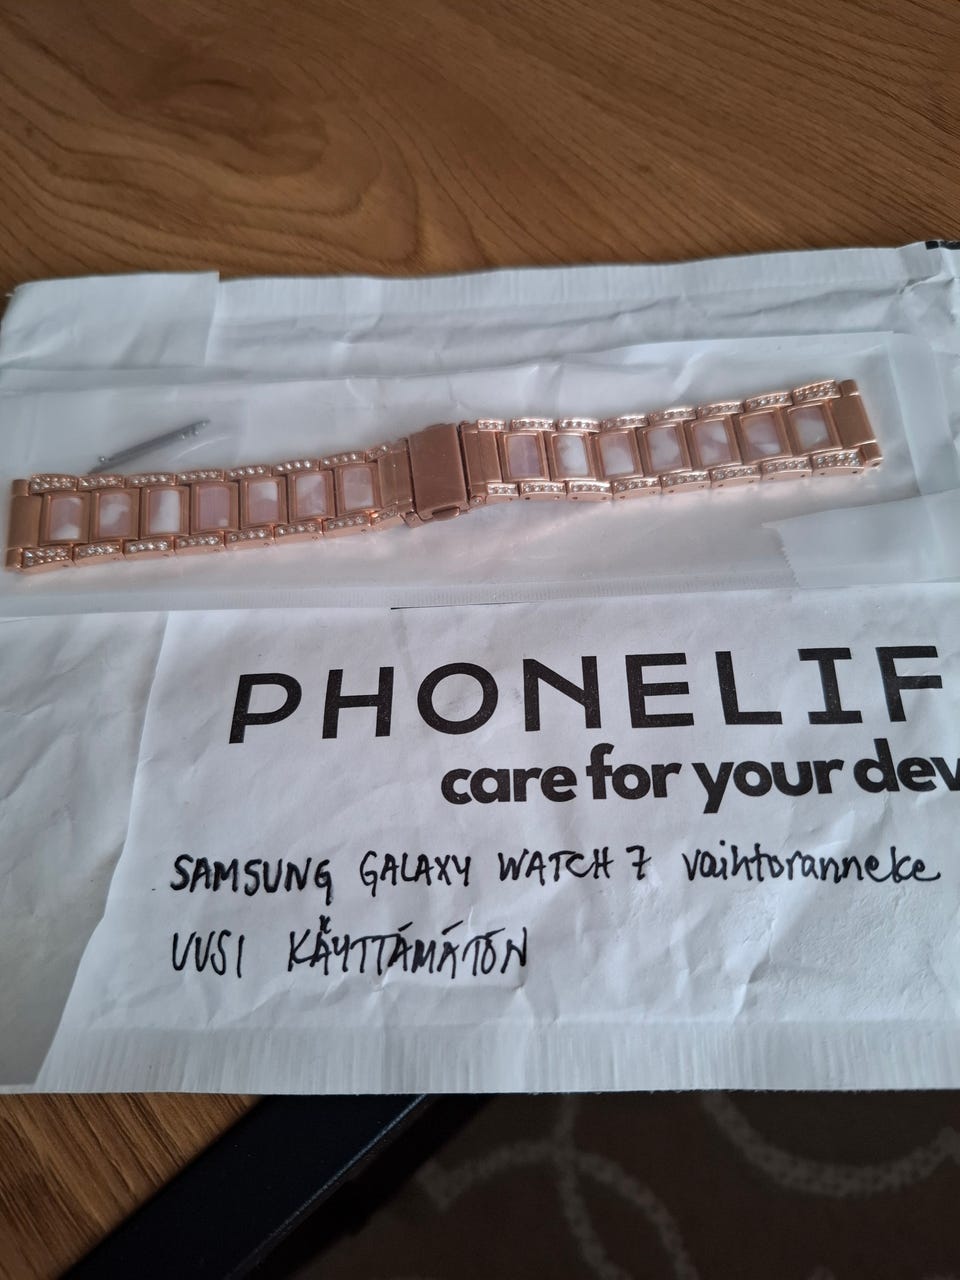 PHONELIF
care for your dev
SAMSUNG GALAXY WATCH 7 vaihtoranneke
UUSI KÄYTTÄMÄTÖN